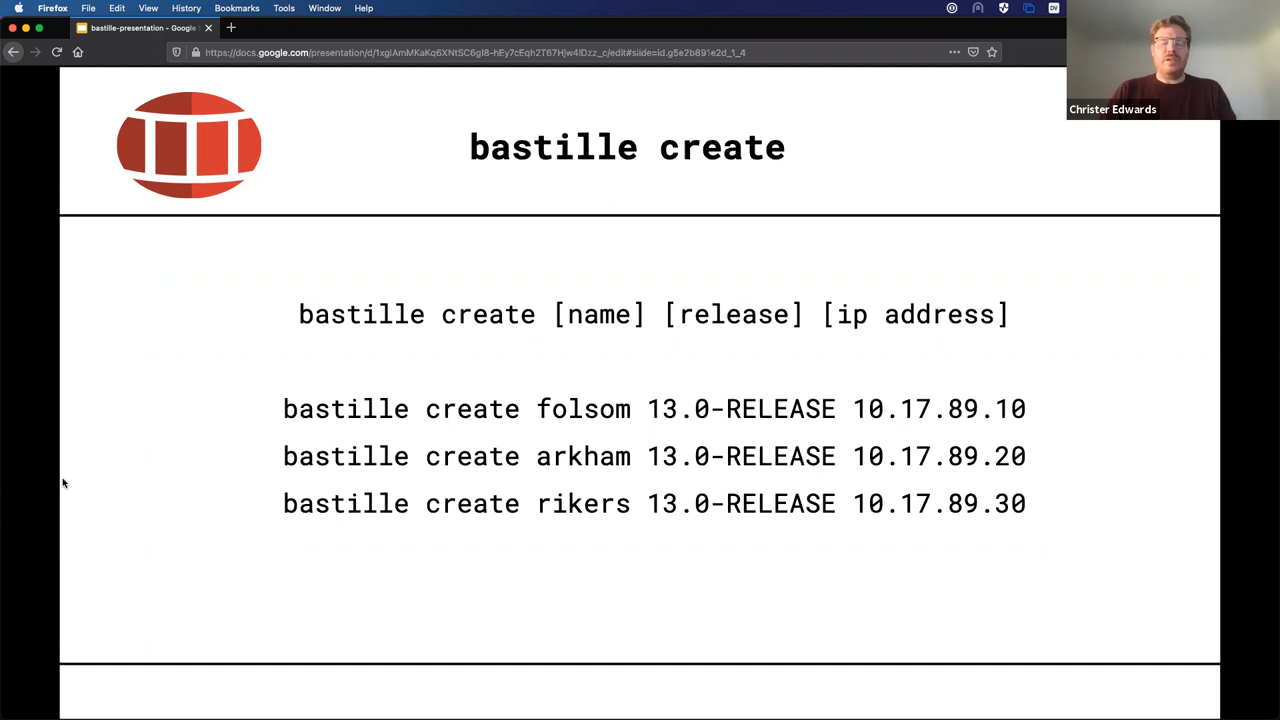 Firefox File Edit View History Bookmarks Tools Window Help
bastille-presentation - Google
https://docs.google.com/presentation/d/1xgIAmMKaKq6XNtSC6gI8-hEy7cEqh2T67Hjw4IDzz_c/edit#slide=id.g5e2b891e2d_1_4
Christer Edwards
bastille create
bastille create [name] [release] [ip address]
bastille create folsom 13.0-RELEASE 10.17.89.10
bastille create arkham 13.0-RELEASE 10.17.89.20
bastille create rikers 13.0-RELEASE 10.17.89.30